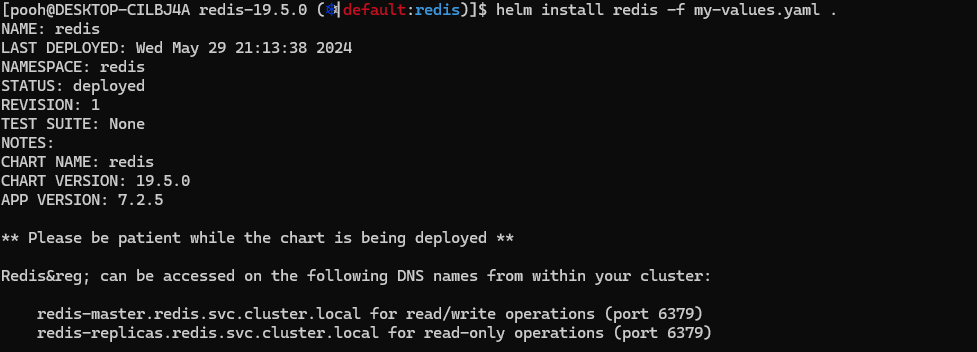 [pooh@DESKTOP-CILBJ4A redis-19.5.0 (⎈|default:redis)]$ helm install redis -f my-values.yaml .
NAME: redis
LAST DEPLOYED: Wed May 29 21:13:38 2024
NAMESPACE: redis
STATUS: deployed
REVISION: 1
TEST SUITE: None
NOTES:
CHART NAME: redis
CHART VERSION: 19.5.0
APP VERSION: 7.2.5
** Please be patient while the chart is being deployed **
Redis&reg; can be accessed on the following DNS names from within your cluster:
redis-master.redis.svc.cluster.local for read/write operations (port 6379)
redis-replicas.redis.svc.cluster.local for read-only operations (port 6379)